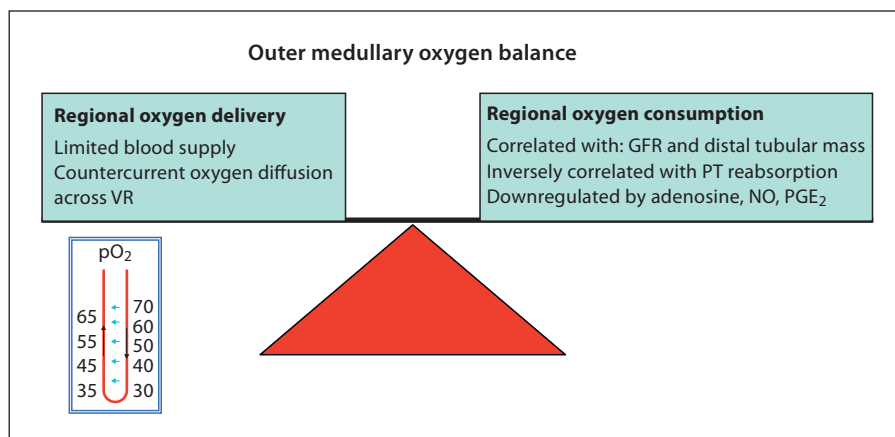 Outer medullary oxygen balance
Regional oxygen delivery
Limited blood supply
Countercurrent oxygen diffusion
across VR
Regional oxygen consumption
Correlated with: GFR and distal tubular mass
Inversely correlated with PT reabsorption
Downregulated by adenosine, NO, PGE₂
pO₂
65
55
45
35
70
60
50
40
30